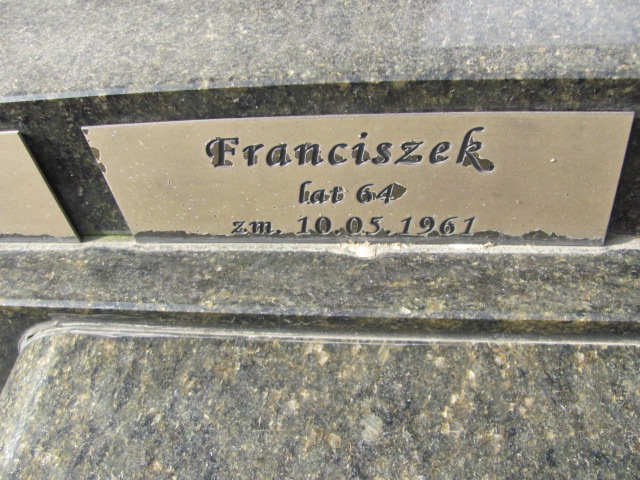 Franciszek
lat 64
zm. 10.05.1961